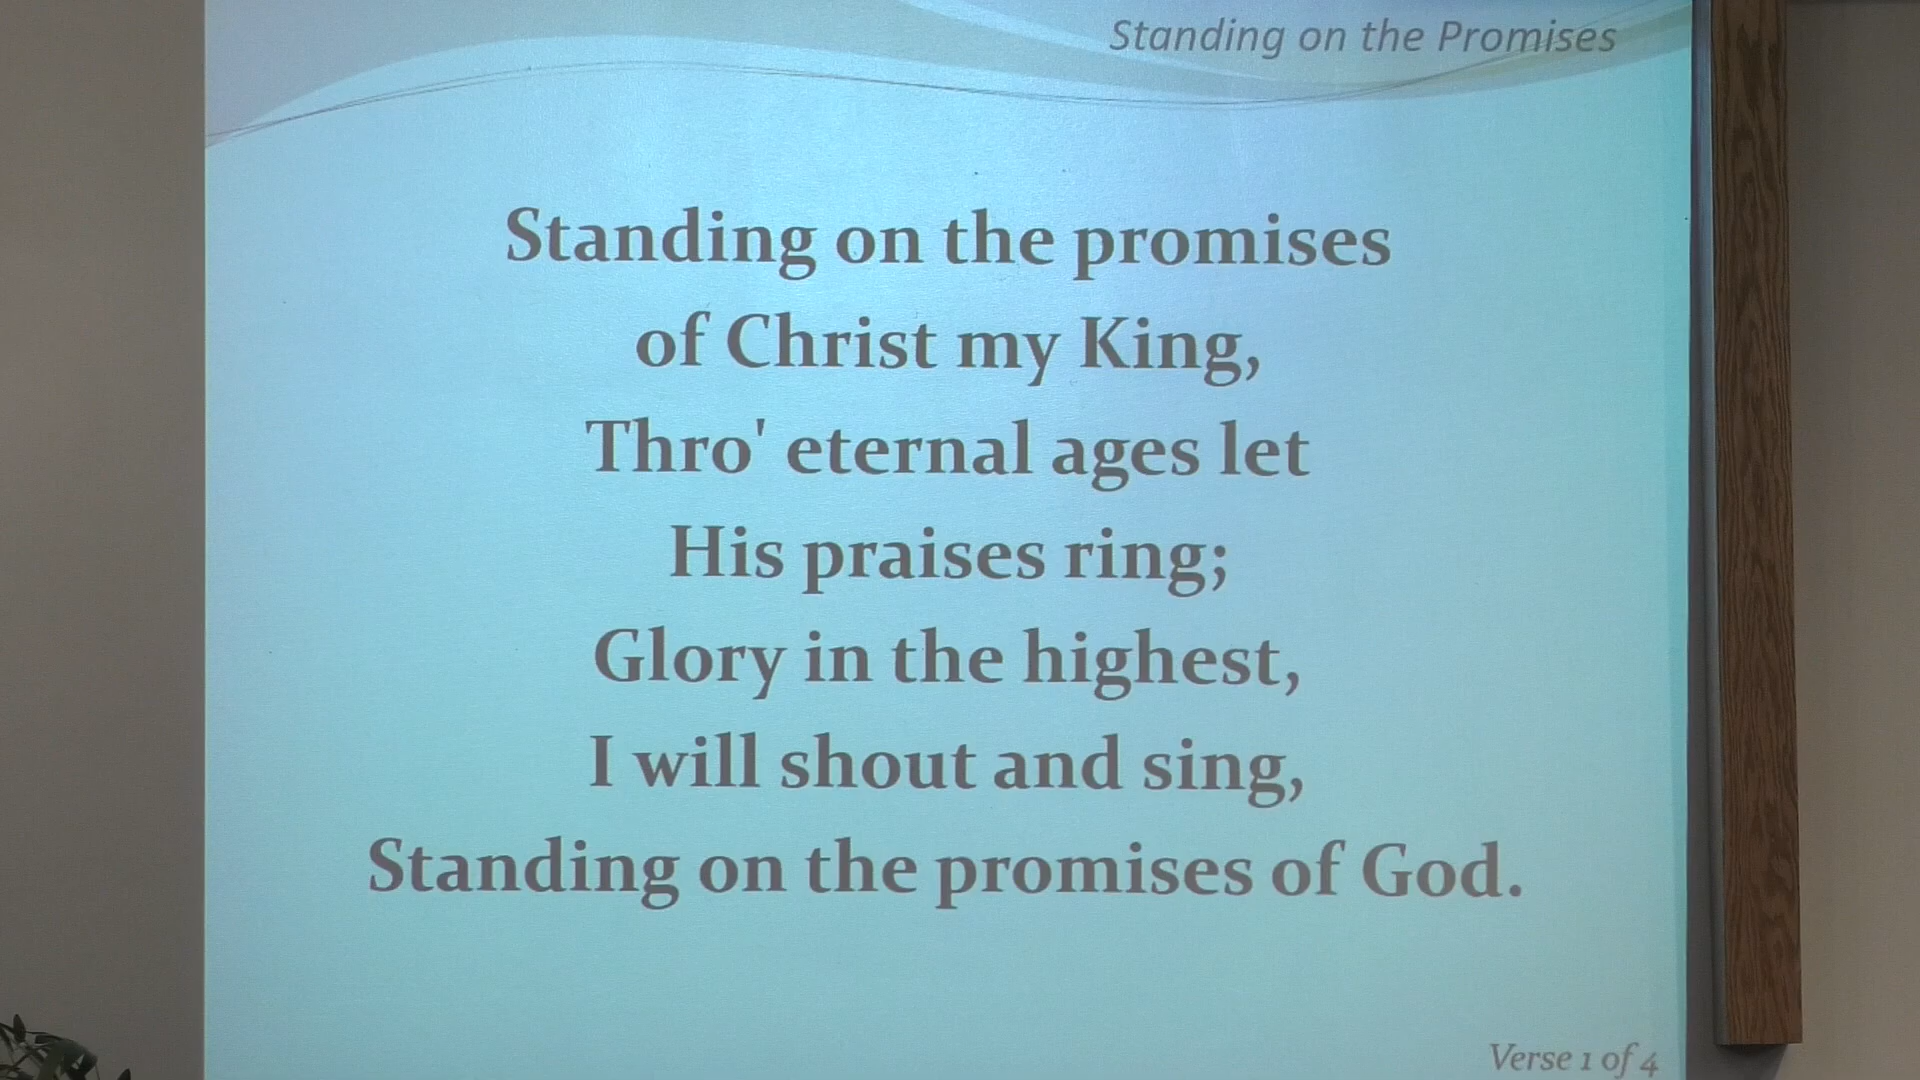 Standing on the Promises
Standing on the promises
of Christ my King,
Thro' eternal ages let
His praises ring;
Glory in the highest,
I will shout and sing,
Standing on the promises of God.
Verse 1 of 4